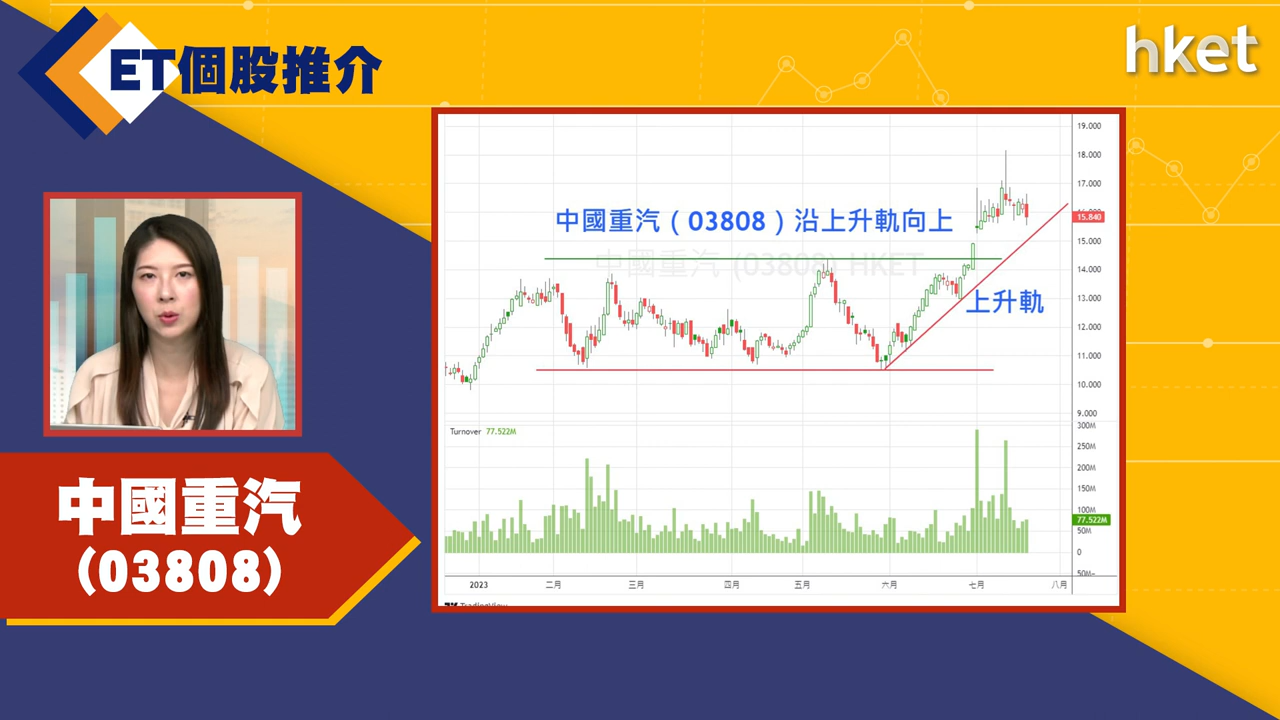 ET個股推介
hket
中國重汽
(03808)
中國重汽（03808）沿上升軌向上
中國重汽 (03808) HKET
上升軌
19.000
18.000
17.000
15.840
15.000
14.000
13.000
12.000
11.000
10.000
9.000
Turnover 77.522M
300M
250M
200M
150M
100M
77.522M
50M
0
50M
2023 二月 三月 四月 五月 六月 七月 八月
TradingView